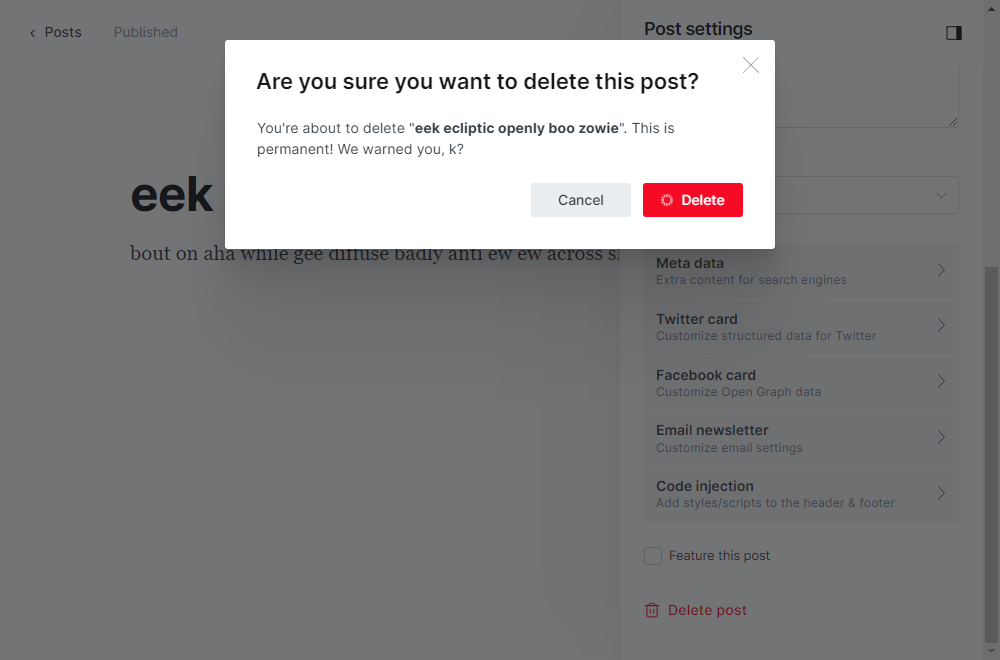 Posts
Published
Post settings
Are you sure you want to delete this post?
You're about to delete "eek ecliptic openly boo zowie". This is
permanent! We warned you, k?
Cancel
Delete
eek
bout on aha while gee diffuse badly anti ew ew across
Meta data
Extra content for search engines
Twitter card
Customize structured data for Twitter
Facebook card
Customize Open Graph data
Email newsletter
Customize email settings
Code injection
Add styles/scripts to the header & footer
Feature this post
Delete post